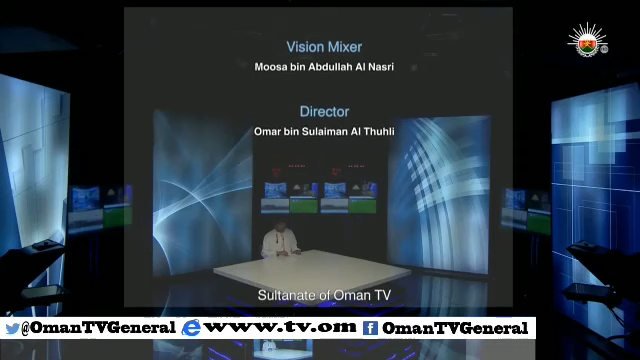 Vision Mixer
Moosa bin Abdullah Al Nasri
Director
Omar bin Sulaiman Al Thuhli
Sultanate of Oman TV
@OmanTVGeneral www.tv.om OmanTVGeneral